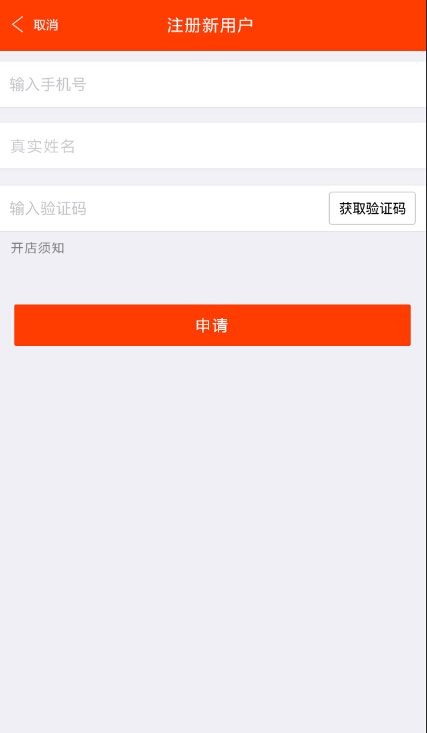 取消
注册新用户
输入手机号
真实姓名
输入验证码
获取验证码
开店须知
申请